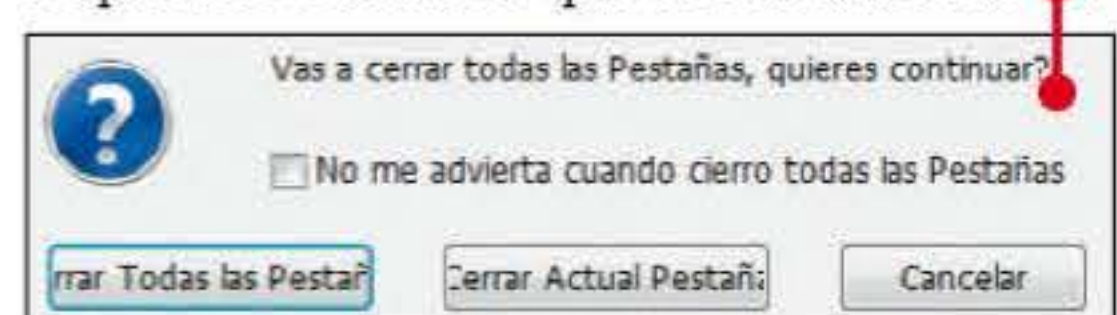 Vas a cerrar todas las Pestañas, quieres continuar?
No me advierta cuando cierro todas las Pestañas
rrar Todas las Pestañ
Cerrar Actual Pestaña
Cancelar